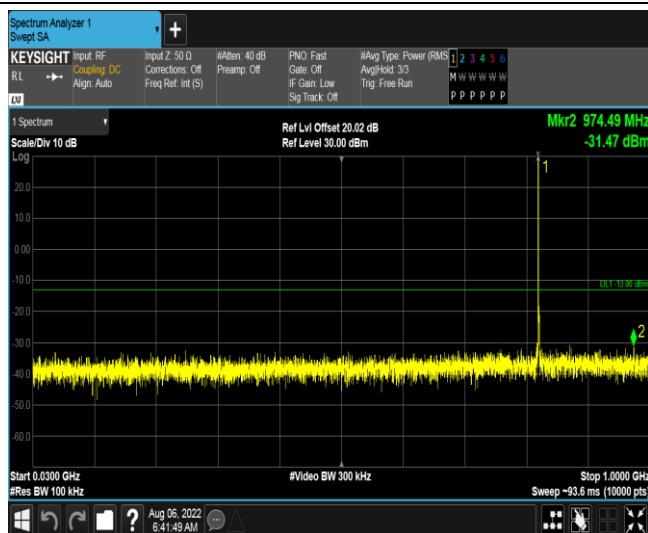 Spectrum Analyzer 1
Swept SA
KEYSIGHT Input: RF Input Z: 50 Ω #Atten: 40 dB PNO: Fast #Avg Type: Power (RMS 1 2 3 4 5 6
RL Coupling: DC Corrections: Off Preamp: Off Gate: Off Avg|Hold: 3/3 M W W W W W
Align: Auto Freq Ref: Int (S) IF Gain: Low Trig: Free Run
Sig Track: Off P P P P P P
1 Spectrum Ref Lvl Offset 20.02 dB Mkr2 974.49 MHz
Scale/Div 10 dB Ref Level 30.00 dBm -31.47 dBm
Log
1
20.0
10.0
0.00
-10.0 DL1 -13.00 dBm
-20.0
2
-30.0
-40.0
-50.0
-60.0
Start 0.0300 GHz #Video BW 300 kHz Stop 1.0000 GHz
#Res BW 100 kHz Sweep ~93.6 ms (10000 pts)
? Aug 06, 2022
6:41:49 AM